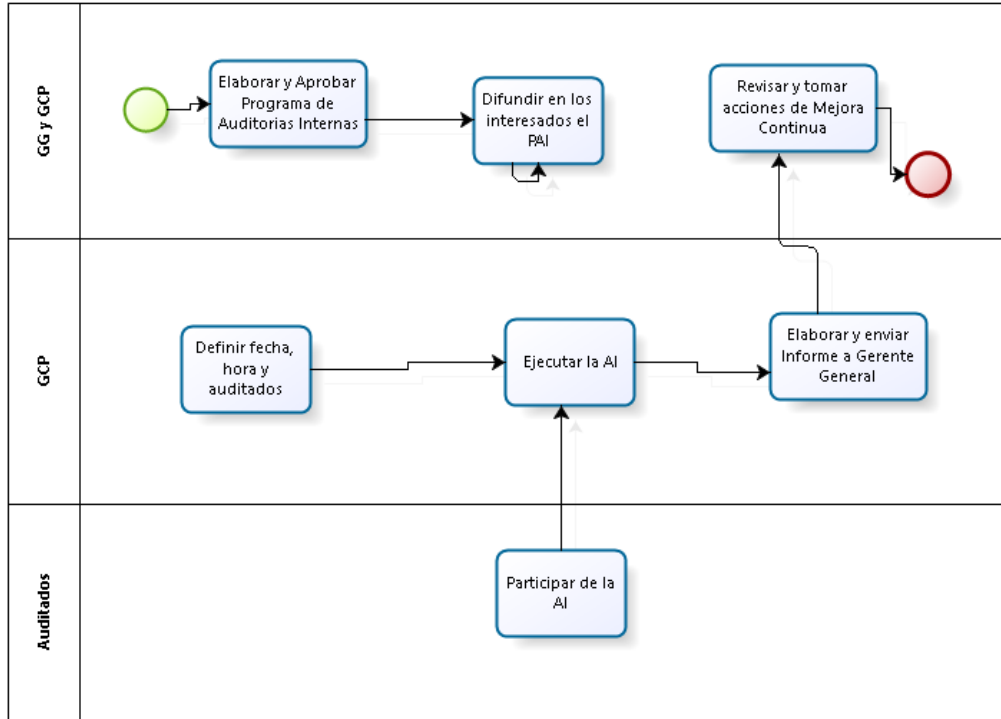 GG y GCP
Elaborar y Aprobar
Programa de
Auditorias Internas
Difundir en los
interesados el
PAI
Revisar y tomar
acciones de Mejora
Continua
GCP
Definir fecha,
hora y
auditados
Ejecutar la AI
Elaborar y enviar
Informe a Gerente
General
Auditados
Participar de la
AI